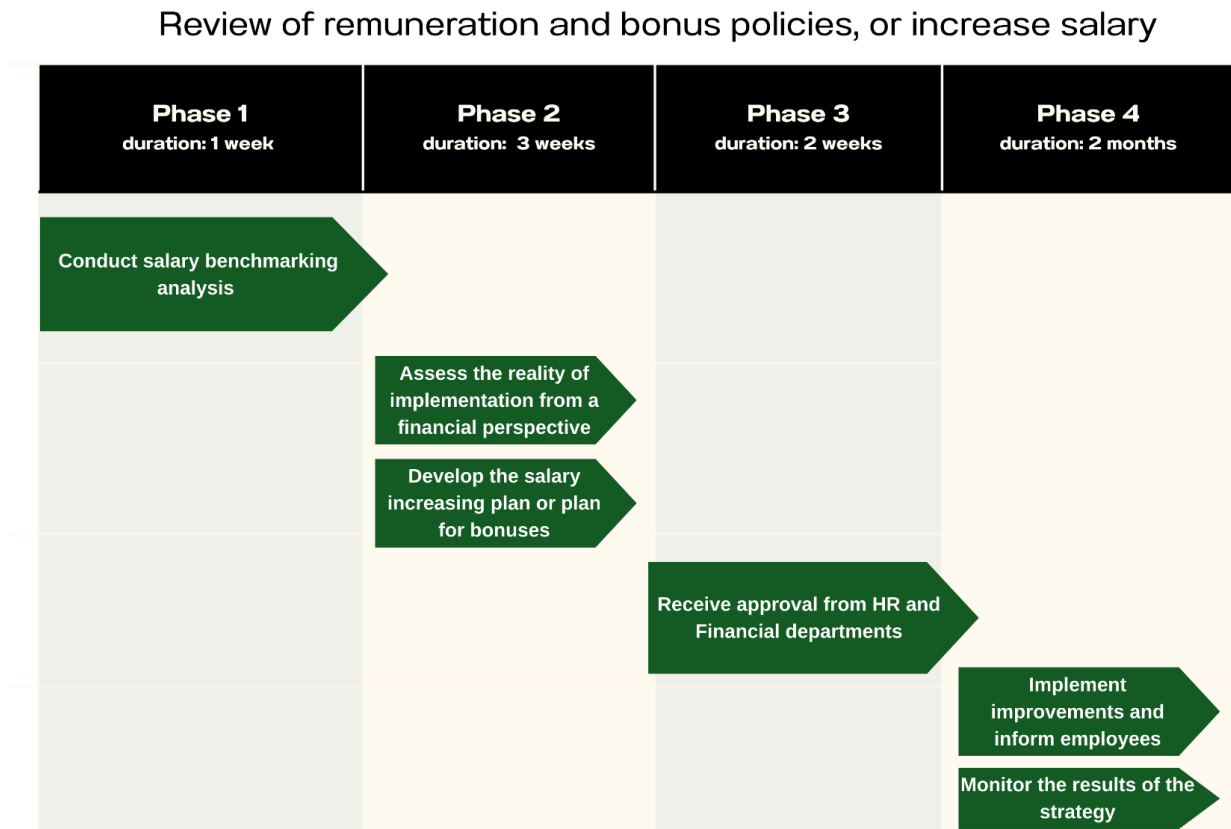 Review of remuneration and bonus policies, or increase salary
Phase 1
duration: 1 week
Phase 2
duration:  3 weeks
Phase 3
duration: 2 weeks
Phase 4
duration: 2 months
Conduct salary benchmarking
analysis
Assess the reality of
implementation from a
financial perspective
Develop the salary
increasing plan or plan
for bonuses
Receive approval from HR and
Financial departments
Implement
improvements and
inform employees
Monitor the results of the
strategy